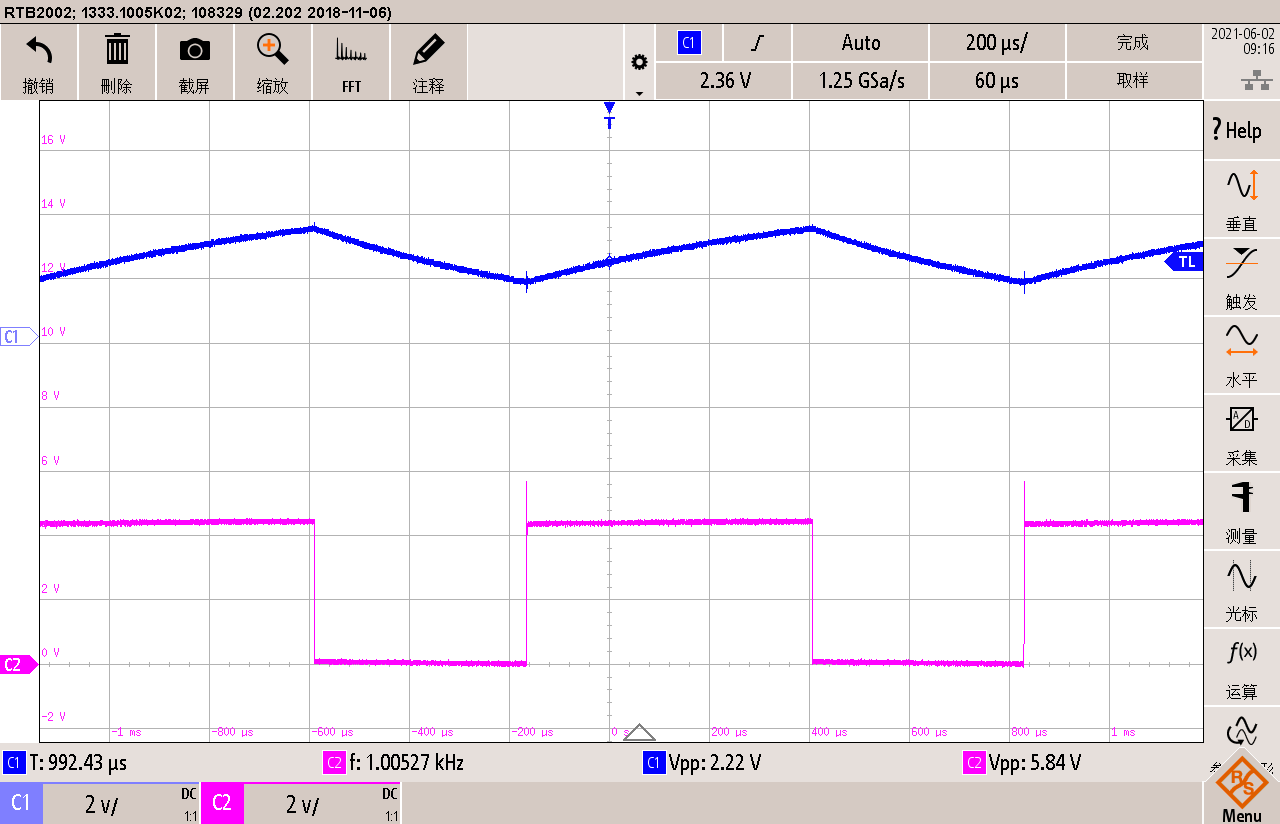 RTB2002; 1333.1005K02; 108329 (02.202 2018-11-06)
撤销 删除 截屏 缩放 FFT 注释
C1 Auto 200 µs/ 完成
2.36 V 1.25 GSa/s 60 µs 取样
2021-06-02
09:16
? Help
垂直
触发
水平
A
D
采集
测量
光标
f(x)
运算
R&S
Menu
T
16 V
14 V
12 V
TL
C1
10 V
8 V
6 V
2 V
C2
0 V
-2 V
-1 ms -800 µs -600 µs -400 µs -200 µs 0 s 200 µs 400 µs 600 µs 800 µs 1 ms
C1 T: 992.43 µs C2 f: 1.00527 kHz C1 Vpp: 2.22 V C2 Vpp: 5.84 V
C1 2 V/ DC 1:1 C2 2 V/ DC 1:1